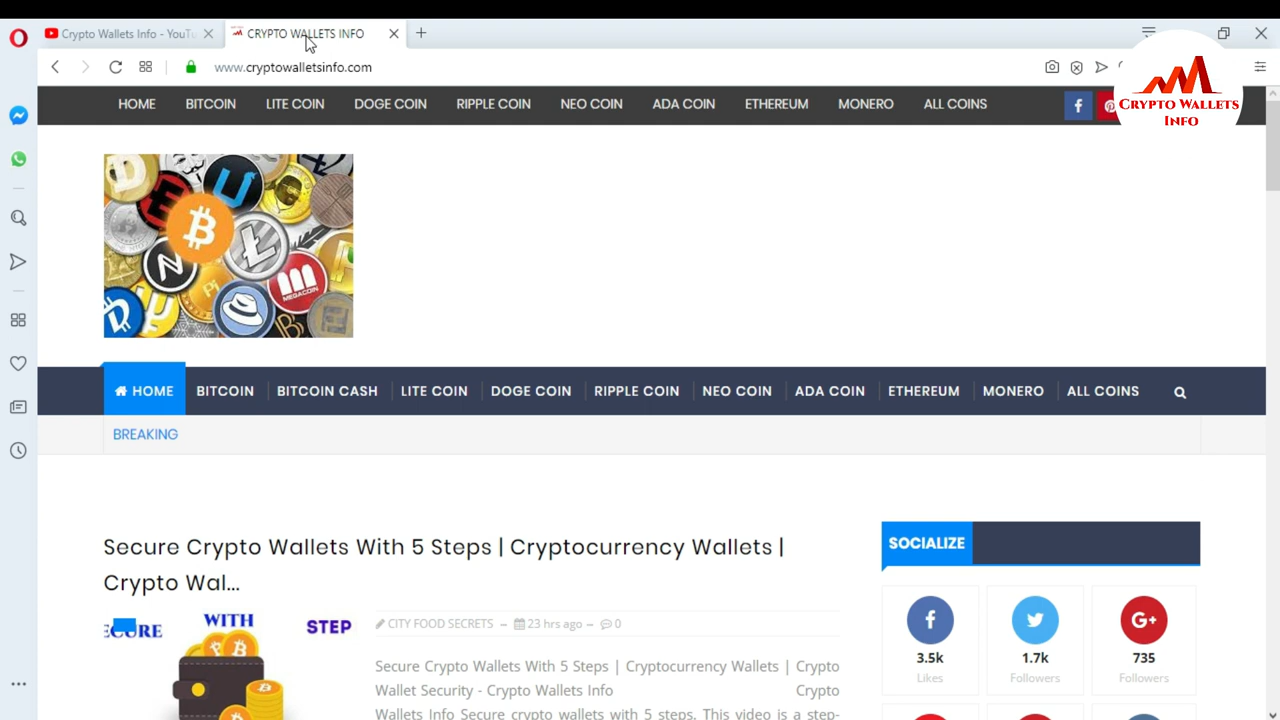 Crypto Wallets Info - YouTu
CRYPTO WALLETS INFO
www.cryptowalletsinfo.com
CRYPTO WALLETS
INFO
HOME BITCOIN LITE COIN DOGE COIN RIPPLE COIN NEO COIN ADA COIN ETHEREUM MONERO ALL COINS
MEGACOIN
HOME BITCOIN BITCOIN CASH LITE COIN DOGE COIN RIPPLE COIN NEO COIN ADA COIN ETHEREUM MONERO ALL COINS
BREAKING
Secure Crypto Wallets With 5 Steps | Cryptocurrency Wallets |
Crypto Wal...
SOCIALIZE
WITH
STEP
CITY FOOD SECRETS – 23 hrs ago – 0
3.5k
Likes
1.7k
Followers
G+
735
Followers
Secure Crypto Wallets With 5 Steps | Cryptocurrency Wallets | Crypto
Wallet Security - Crypto Wallets Info Crypto
Wallets Info Secure crypto wallets with 5 steps. This video is a step-